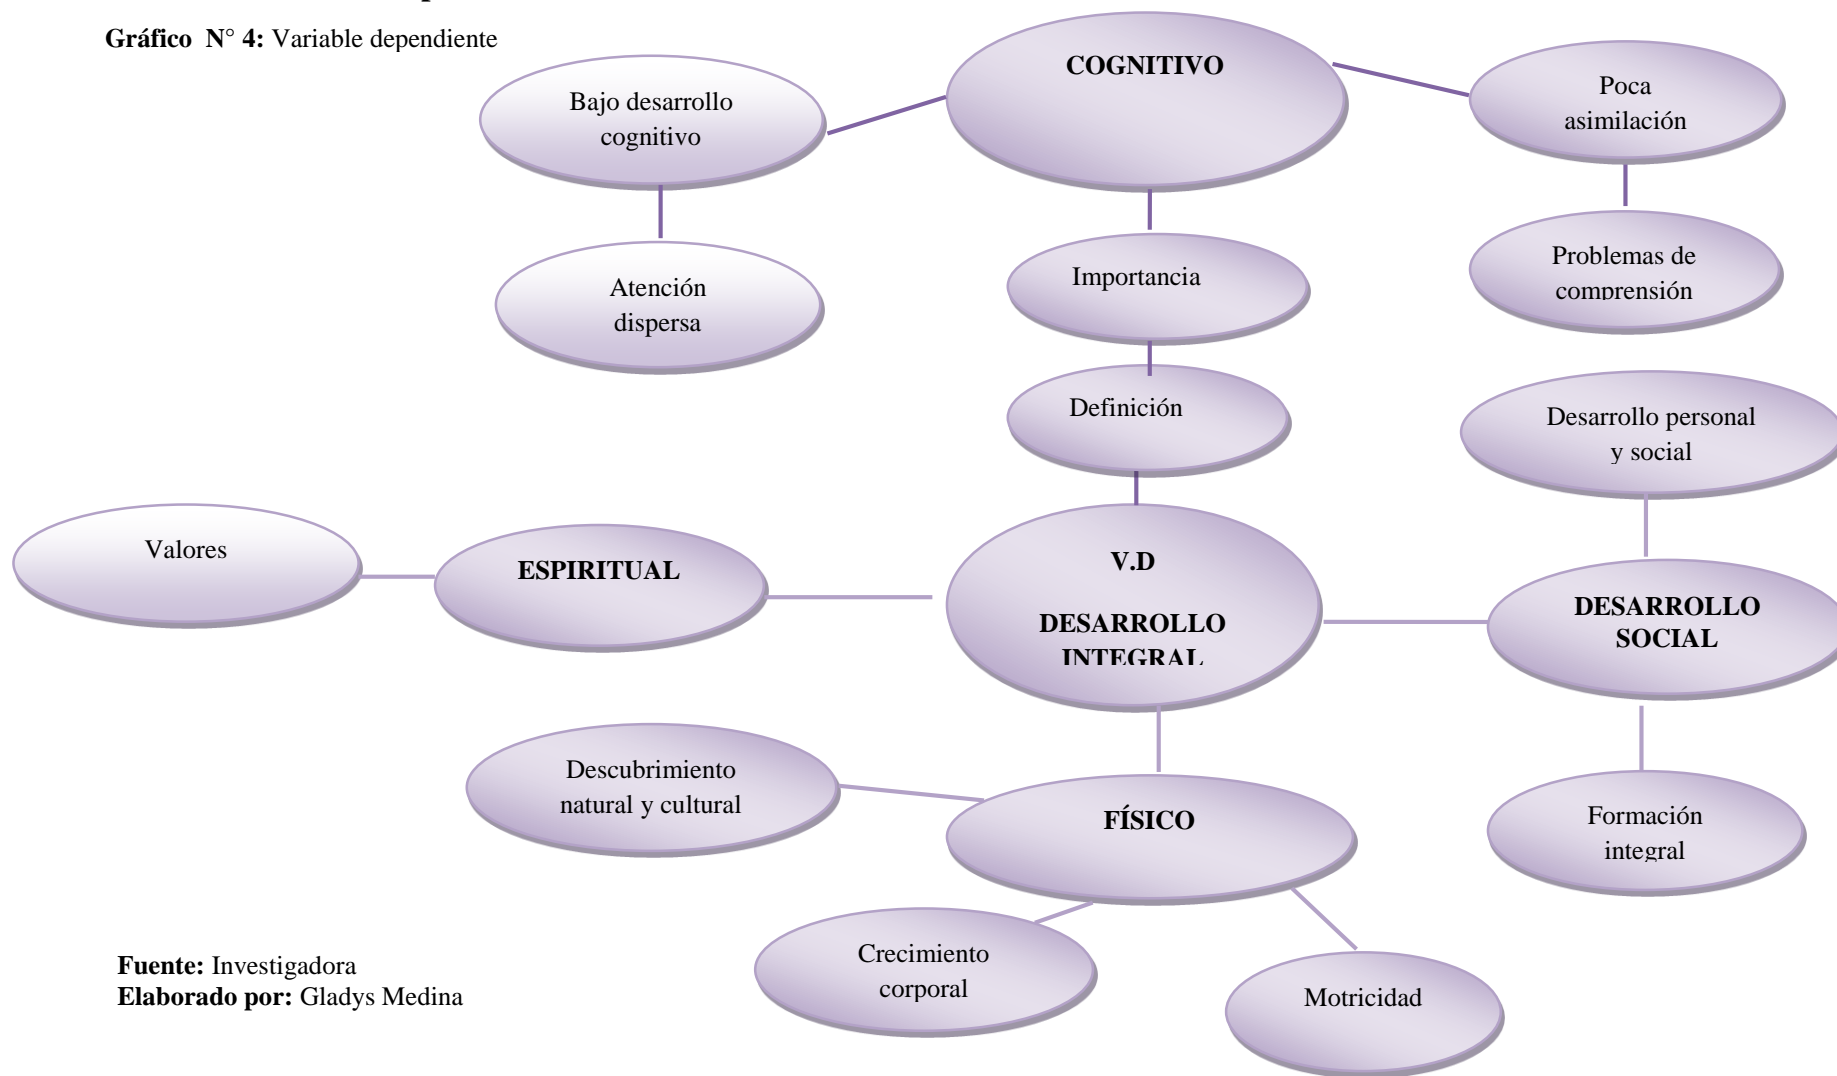 Gráfico N° 4: Variable dependiente
COGNITIVO
Bajo desarrollo
cognitivo
Poca
asimilación
Atención
dispersa
Importancia
Problemas de
comprensión
Definición
Desarrollo personal
y social
Valores
ESPIRITUAL
V.D
DESARROLLO
INTEGRAL
DESARROLLO
SOCIAL
Descubrimiento
natural y cultural
FÍSICO
Formación
integral
Crecimiento
corporal
Motricidad
Fuente: Investigadora
Elaborado por: Gladys Medina